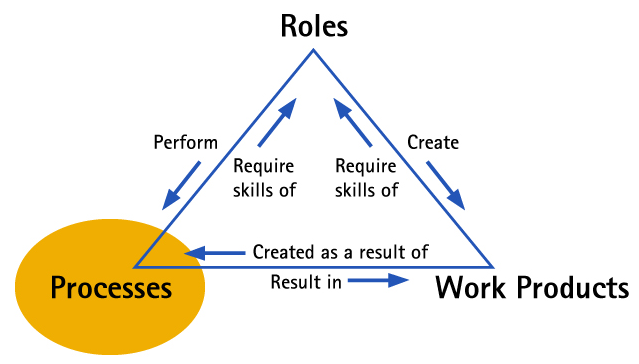 Roles
Perform
Create
Require
skills of
Require
skills of
Created as a result of
Processes
Result in
Work Products